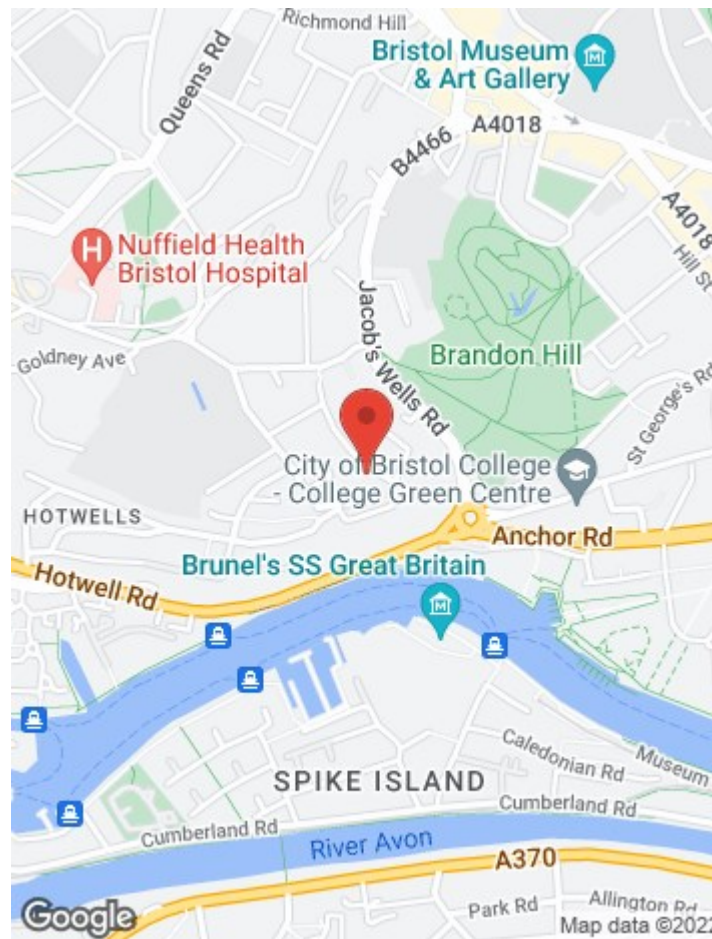 Richmond Hill
Bristol Museum
& Art Gallery
Queens Rd
A4018
B4466
A4018
Hill St
H
Nuffield Health
Bristol Hospital
Jacob's Wells Rd
Goldney Ave
Brandon Hill
St George's Rd
City of Bristol College
- College Green Centre
HOTWELLS
Anchor Rd
Brunel's SS Great Britain
Hotwell Rd
M
Caledonian Rd
Museum
SPIKE ISLAND
Cumberland Rd
Cumberland Rd
River Avon
A370
Park Rd
Allington Rd
Google
Map data ©2022